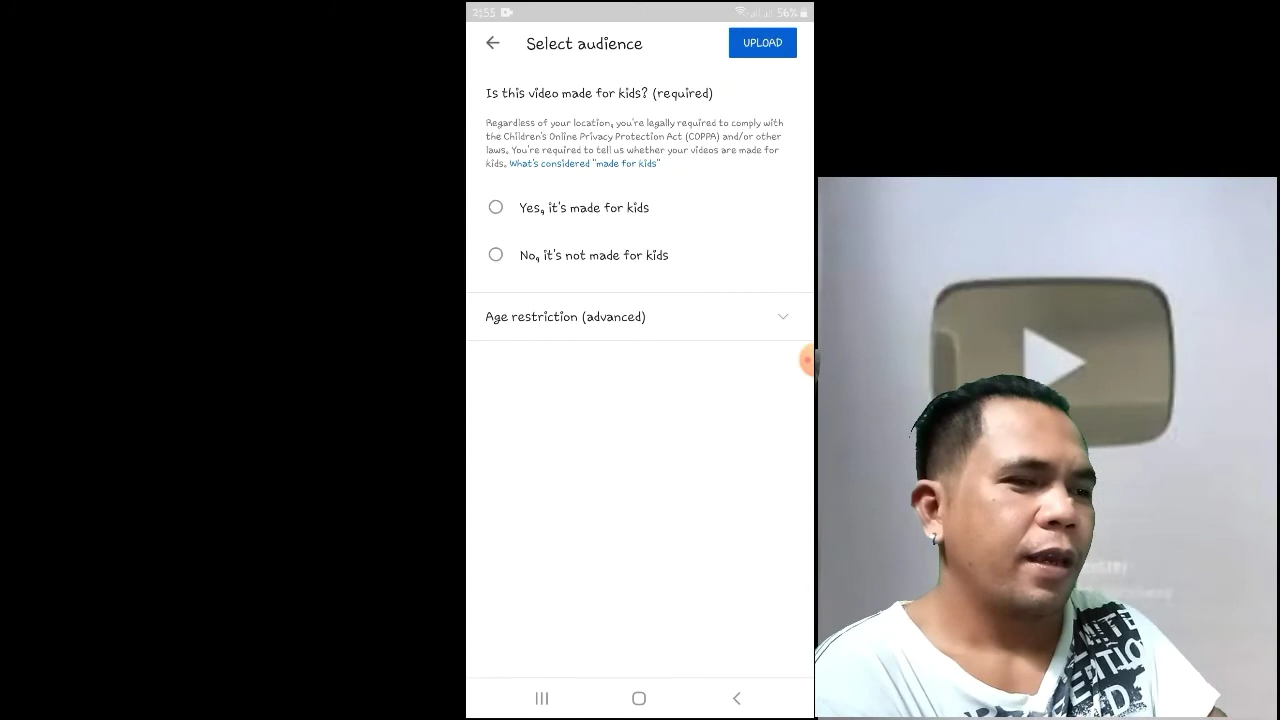 2:55 56%
Select audience
UPLOAD
Is this video made for kids? (required)
Regardless of your location, you're legally required to comply with
the Children's Online Privacy Protection Act (COPPA) and/or other
laws. You're required to tell us whether your videos are made for
kids. What's considered "made for kids"
Yes, it's made for kids
No, it's not made for kids
Age restriction (advanced)